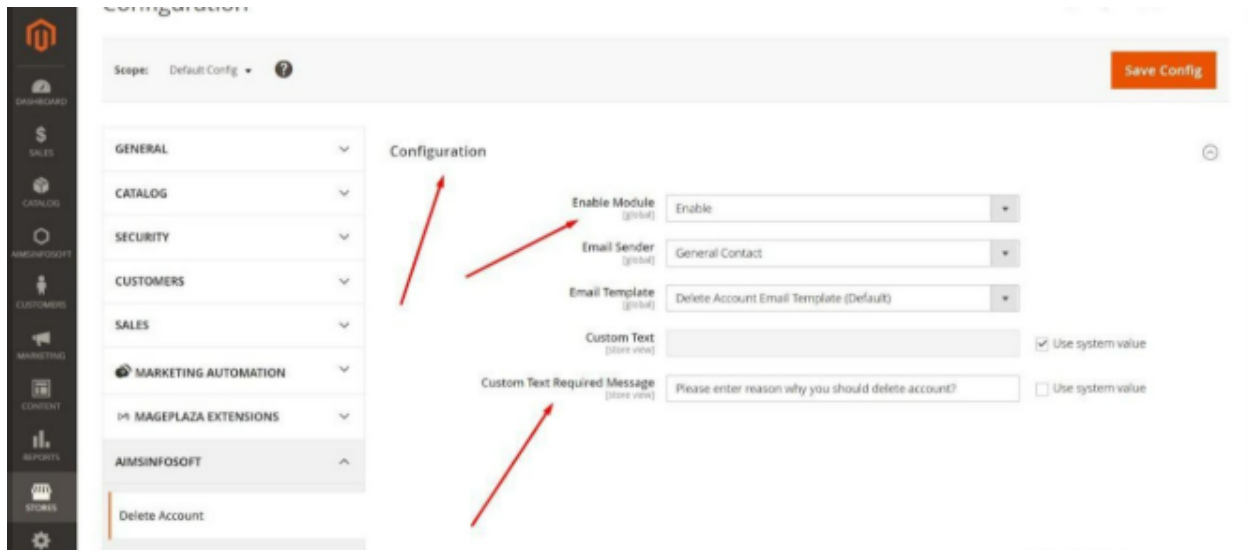 Configuration
Scope: Default Config
Save Config
DASHBOARD
SALES
CATALOG
AIMSINFOSOFT
CUSTOMERS
MARKETING
CONTENT
REPORTS
STORES
GENERAL
CATALOG
SECURITY
CUSTOMERS
SALES
MARKETING AUTOMATION
MAGEPLAZA EXTENSIONS
AIMSINFOSOFT
Delete Account
Configuration
Enable Module
[global]
Enable
Email Sender
[global]
General Contact
Email Template
[global]
Delete Account Email Template (Default)
Custom Text
[store view]
Use system value
Custom Text Required Message
[store view]
Please enter reason why you should delete account?
Use system value